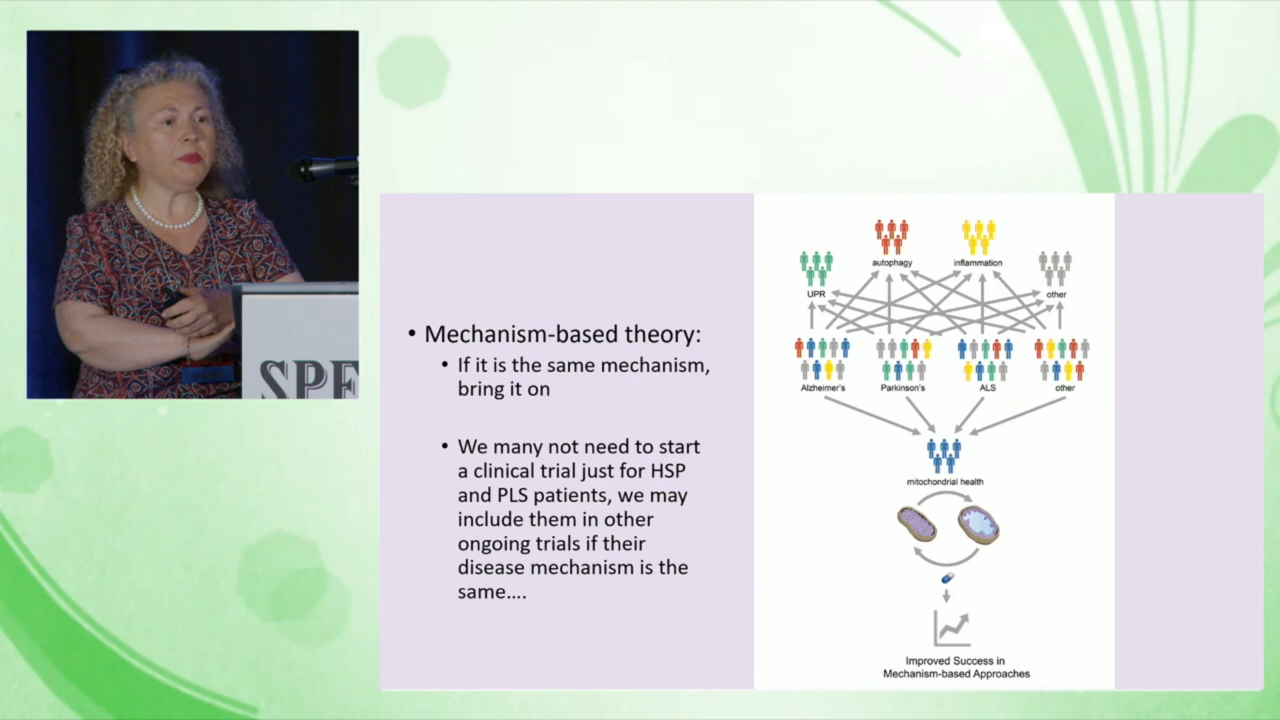 SPF
• Mechanism-based theory:
• If it is the same mechanism,
bring it on
• We many not need to start
a clinical trial just for HSP
and PLS patients, we may
include them in other
ongoing trials if their
disease mechanism is the
same....
autophagy
inflammation
UPR
other
Alzheimer's
Parkinson's
ALS
other
mitochondrial health
Improved Success in
Mechanism-based Approaches